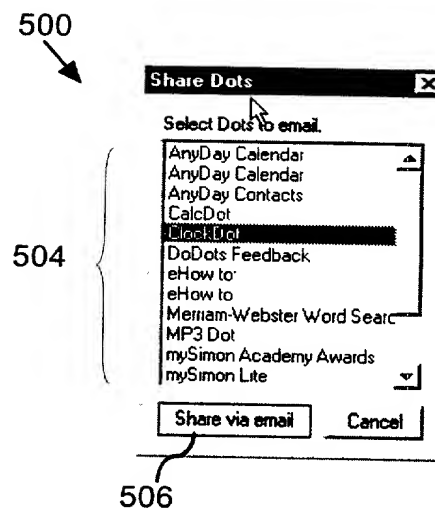 500
Share Dots
Select Dots to email.
AnyDay Calendar
AnyDay Calendar
AnyDay Contacts
CalcDot
ClockDot
DoDots Feedback
eHow to
eHow to
Merriam-Webster Word Searc
MP3 Dot
mySimon Academy Awards
mySimon Lite
504
Share via email Cancel
506